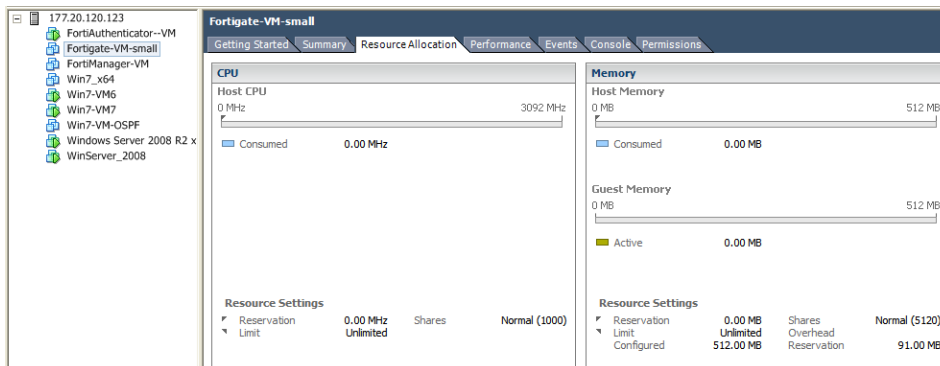 177.20.120.123
FortiAuthenticator--VM
Fortigate-VM-small
FortiManager-VM
Win7_x64
Win7-VM6
Win7-VM7
Win7-VM-OSPF
Windows Server 2008 R2 x
WinServer_2008
Fortigate-VM-small
Getting Started Summary Resource Allocation Performance Events Console Permissions
CPU
Host CPU
0 MHz 3092 MHz
Consumed 0.00 MHz
Resource Settings
Reservation 0.00 MHz Shares Normal (1000)
Limit Unlimited
Memory
Host Memory
0 MB 512 MB
Consumed 0.00 MB
Guest Memory
0 MB 512 MB
Active 0.00 MB
Resource Settings
Reservation 0.00 MB Shares Normal (5120)
Limit Unlimited Overhead
Configured 512.00 MB Reservation 91.00 MB